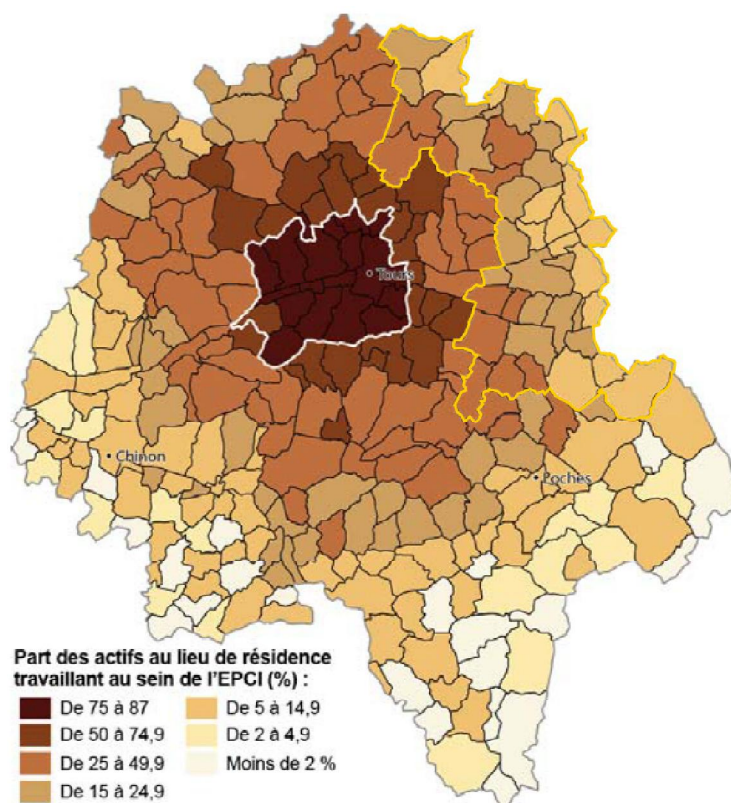 Tours
Chinon
Loches
Part des actifs au lieu de résidence
travaillant au sein de l'EPCI (%) :
De 75 à 87
De 50 à 74,9
De 25 à 49,9
De 15 à 24,9
De 5 à 14,9
De 2 à 4,9
Moins de 2 %